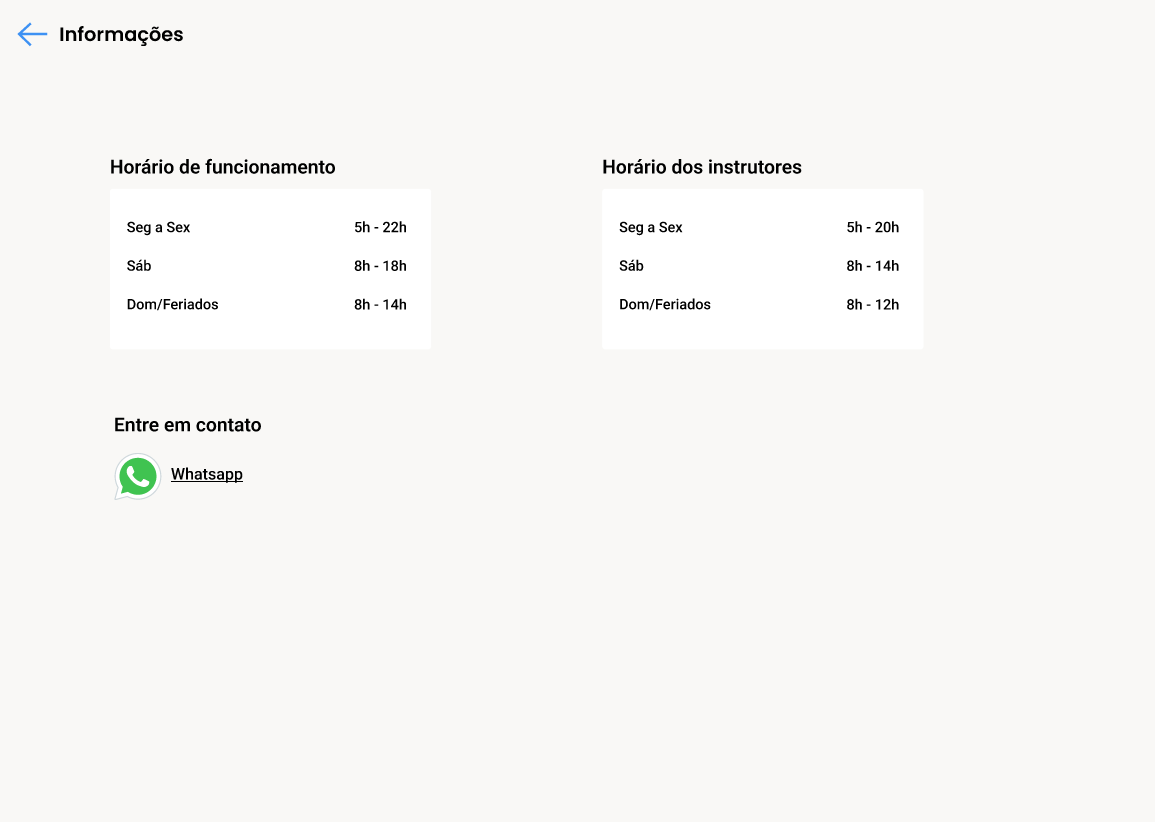 Informações
Horário de funcionamento
Seg a Sex 5h - 22h
Sáb 8h - 18h
Dom/Feriados 8h - 14h
Horário dos instrutores
Seg a Sex 5h - 20h
Sáb 8h - 14h
Dom/Feriados 8h - 12h
Entre em contato
Whatsapp